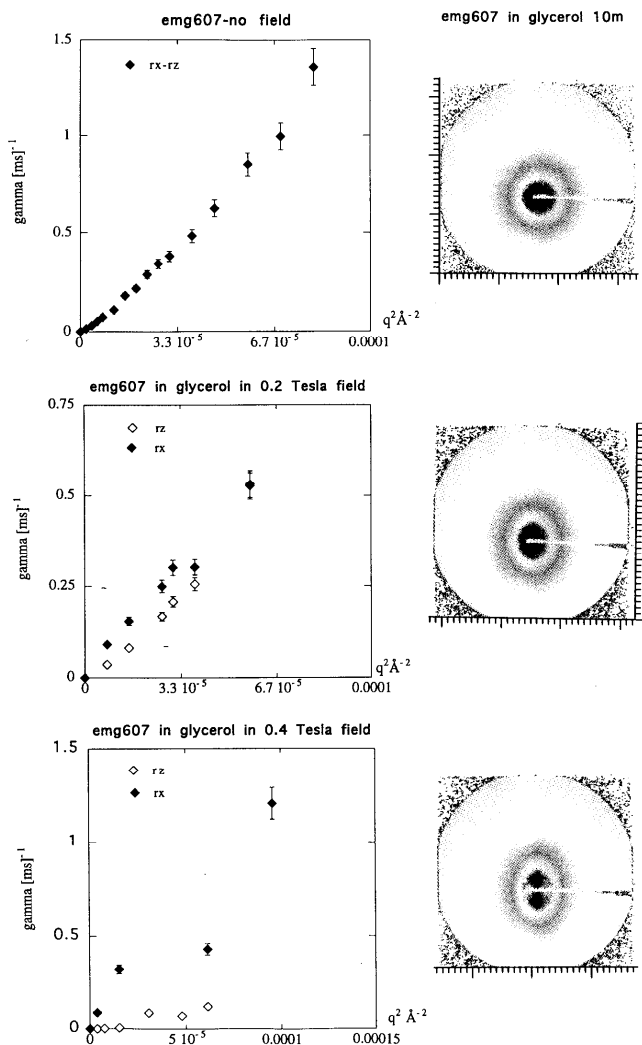 emg607-no field
emg607 in glycerol 10m
1.5
rx-rz
1
gamma [ms]⁻¹
0.5
0
0
3.3 10⁻⁵
6.7 10⁻⁵
0.0001
q²Å⁻²
emg607 in glycerol in 0.2 Tesla field
0.75
rz
rx
0.5
gamma [ms]⁻¹
0.25
0
0
3.3 10⁻⁵
6.7 10⁻⁵
0.0001
q²Å⁻²
emg607 in glycerol in 0.4 Tesla field
1.5
rz
rx
1
gamma [ms]⁻¹
0.5
0
0
5 10⁻⁵
0.0001
0.00015
q² Å⁻²